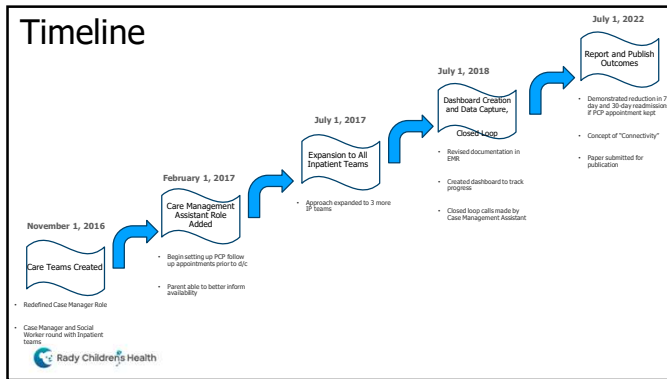 Timeline
November 1, 2016
Care Teams Created
• Redefined Case Manager Role
• Case Manager and Social
Worker round with Inpatient
teams
February 1, 2017
Care Management
Assistant Role
Added
• Begin setting up PCP follow
up appointments prior to d/c
• Parent able to better inform
availability
July 1, 2017
Expansion to All
Inpatient Teams
• Approach expanded to 3 more
IP teams
July 1, 2018
Dashboard Creation
and Data Capture,
Closed Loop
• Revised documentation in
EMR
• Created dashboard to track
progress
• Closed loop calls made by
Case Management Assistant
July 1, 2022
Report and Publish
Outcomes
• Demonstrated reduction in 7
day and 30-day readmission
if PCP appointment kept
• Concept of "Connectivity"
• Paper submitted for
publication
Rady Children's Health